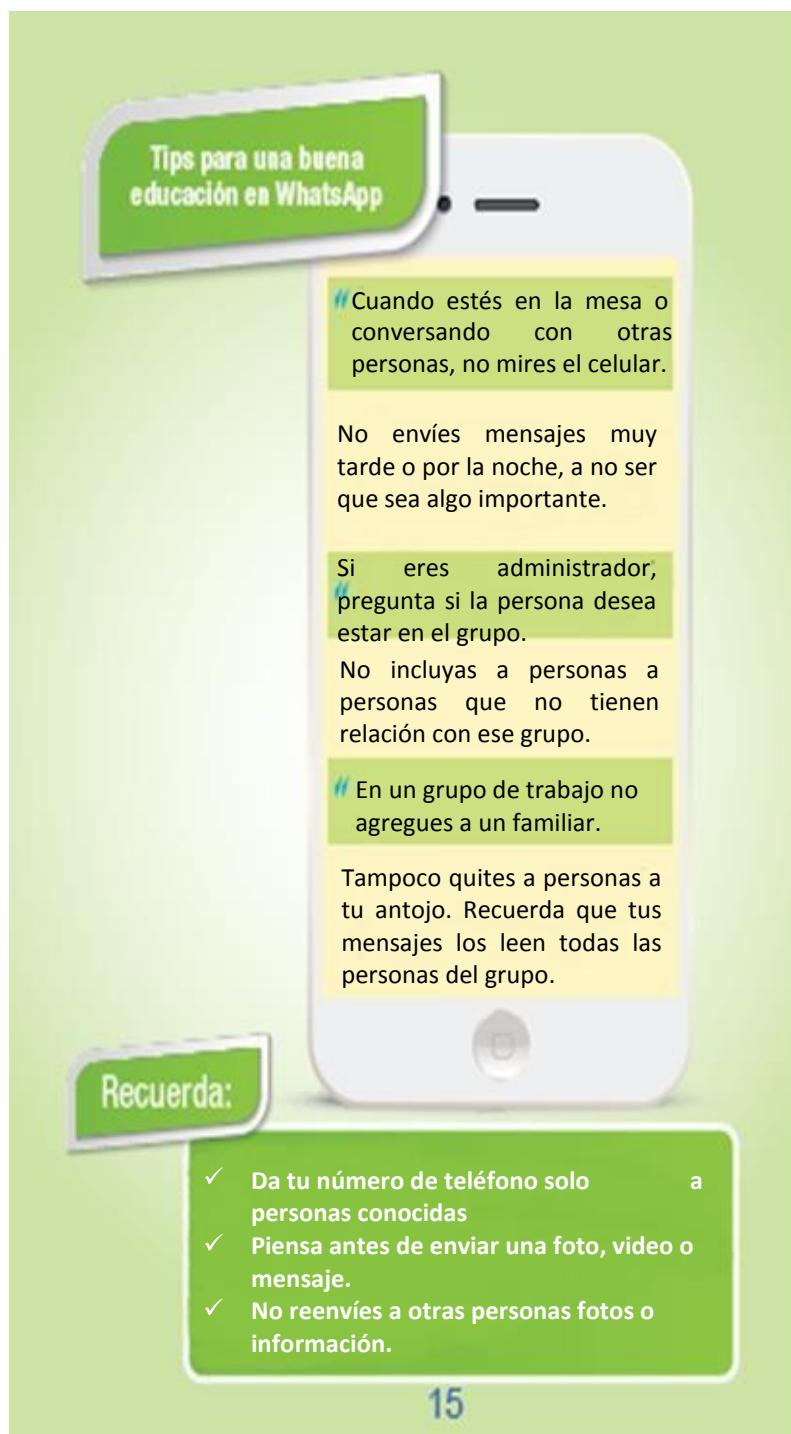 Tips para una buena
educación en WhatsApp
"Cuando estés en la mesa o
conversando con otras
personas, no mires el celular.
No envíes mensajes muy
tarde o por la noche, a no ser
que sea algo importante.
Si eres administrador,
"pregunta si la persona desea
estar en el grupo.
No incluyas a personas a
personas que no tienen
relación con ese grupo.
"En un grupo de trabajo no
agregues a un familiar.
Tampoco quites a personas a
tu antojo. Recuerda que tus
mensajes los leen todas las
personas del grupo.
Recuerda:
✓ Da tu número de teléfono solo a
personas conocidas
✓ Piensa antes de enviar una foto, video o
mensaje.
✓ No reenvíes a otras personas fotos o
información.
15